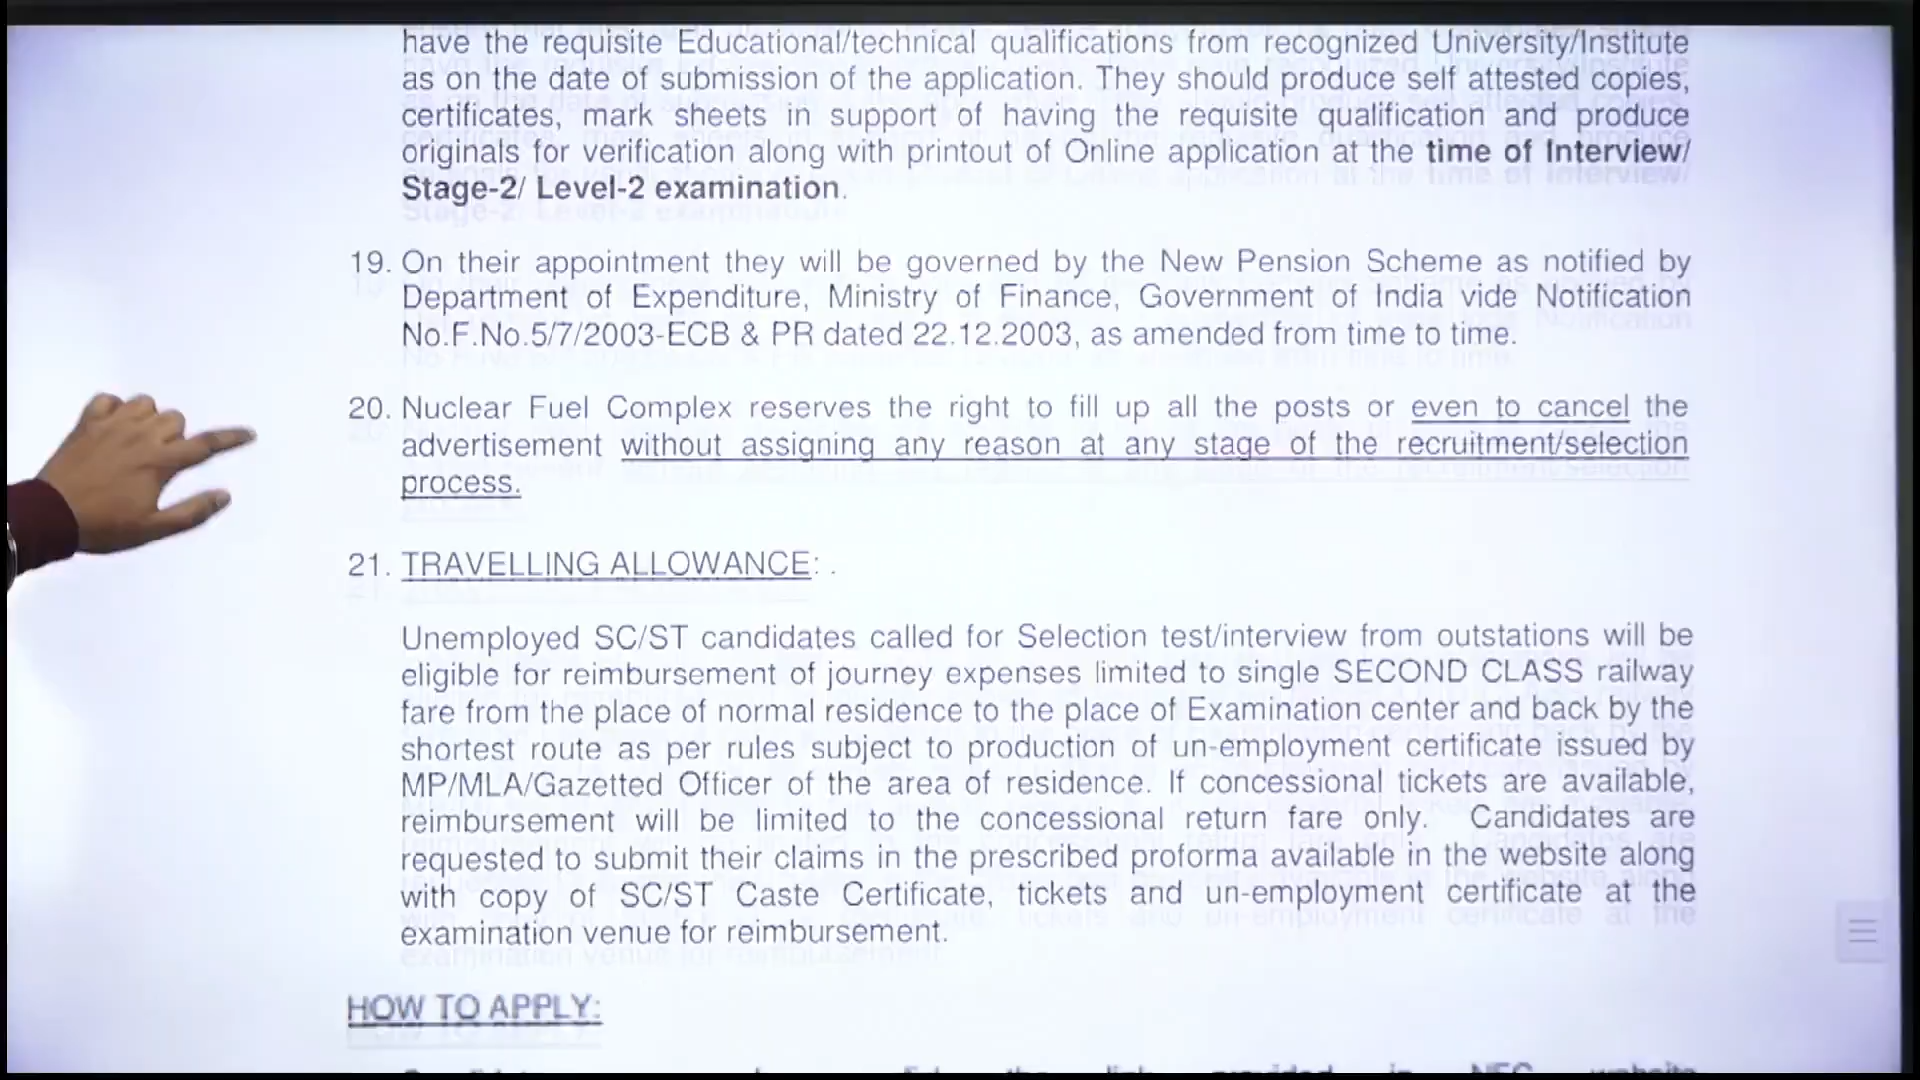 have the requisite Educational/technical qualifications from recognized University/Institute
as on the date of submission of the application. They should produce self attested copies,
certificates, mark sheets in support of having the requisite qualification and produce
originals for verification along with printout of Online application at the time of Interview/
Stage-2/ Level-2 examination.
19. On their appointment they will be governed by the New Pension Scheme as notified by
Department of Expenditure, Ministry of Finance, Government of India vide Notification
No.F.No.5/7/2003-ECB & PR dated 22.12.2003, as amended from time to time.
20. Nuclear Fuel Complex reserves the right to fill up all the posts or even to cancel the
advertisement without assigning any reason at any stage of the recruitment/selection
process.
21. TRAVELLING ALLOWANCE: .
Unemployed SC/ST candidates called for Selection test/interview from outstations will be
eligible for reimbursement of journey expenses limited to single SECOND CLASS railway
fare from the place of normal residence to the place of Examination center and back by the
shortest route as per rules subject to production of un-employment certificate issued by
MP/MLA/Gazetted Officer of the area of residence. If concessional tickets are available,
reimbursement will be limited to the concessional return fare only. Candidates are
requested to submit their claims in the prescribed proforma available in the website along
with copy of SC/ST Caste Certificate, tickets and un-employment certificate at the
examination venue for reimbursement.
HOW TO APPLY: